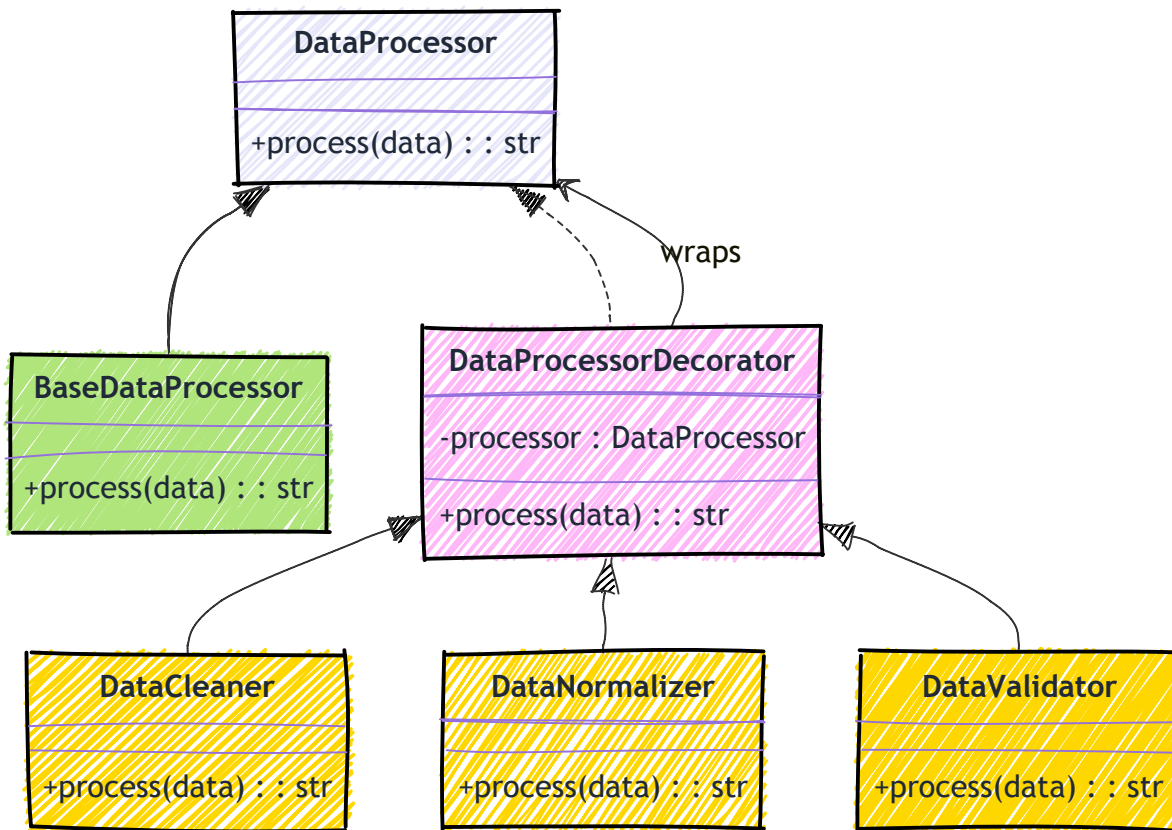 DataProcessor
+process(data) : : str
wraps
BaseDataProcessor
+process(data) : : str
DataProcessorDecorator
-processor : DataProcessor
+process(data) : : str
DataCleaner
+process(data) : : str
DataNormalizer
+process(data) : : str
DataValidator
+process(data) : : str